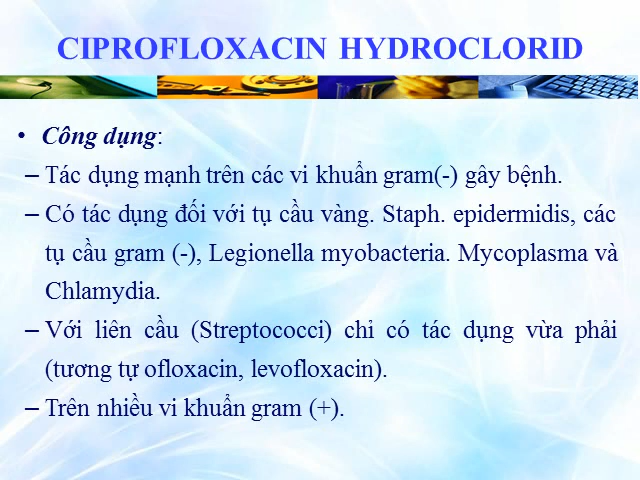 CIPROFLOXACIN HYDROCLORID
• Công dụng:
– Tác dụng mạnh trên các vi khuẩn gram(-) gây bệnh.
– Có tác dụng đối với tụ cầu vàng. Staph. epidermidis, các
tụ cầu gram (-), Legionella myobacteria. Mycoplasma và
Chlamydia.
– Với liên cầu (Streptococci) chỉ có tác dụng vừa phải
(tương tự ofloxacin, levofloxacin).
– Trên nhiều vi khuẩn gram (+).